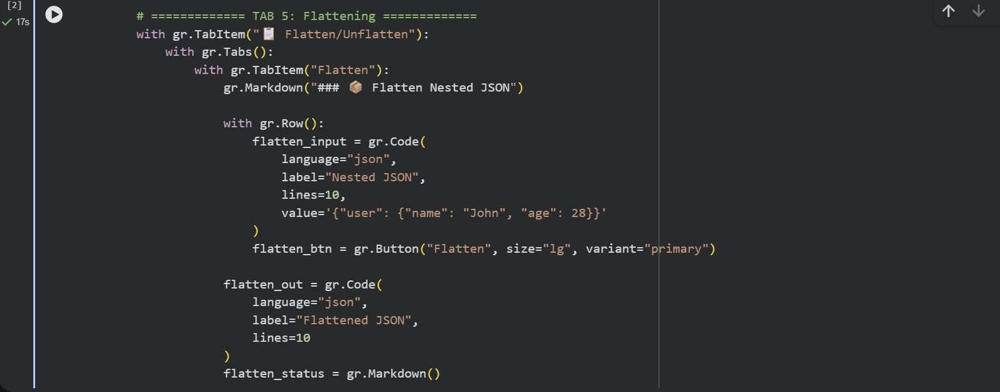 [2]
17s
# ============= TAB 5: Flattening =============
with gr.TabItem("📋 Flatten/Unflatten"):
with gr.Tabs():
with gr.TabItem("Flatten"):
gr.Markdown("### 📦 Flatten Nested JSON")
with gr.Row():
flatten_input = gr.Code(
language="json",
label="Nested JSON",
lines=10,
value='{"user": {"name": "John", "age": 28}}'
)
flatten_btn = gr.Button("Flatten", size="lg", variant="primary")
flatten_out = gr.Code(
language="json",
label="Flattened JSON",
lines=10
)
flatten_status = gr.Markdown()